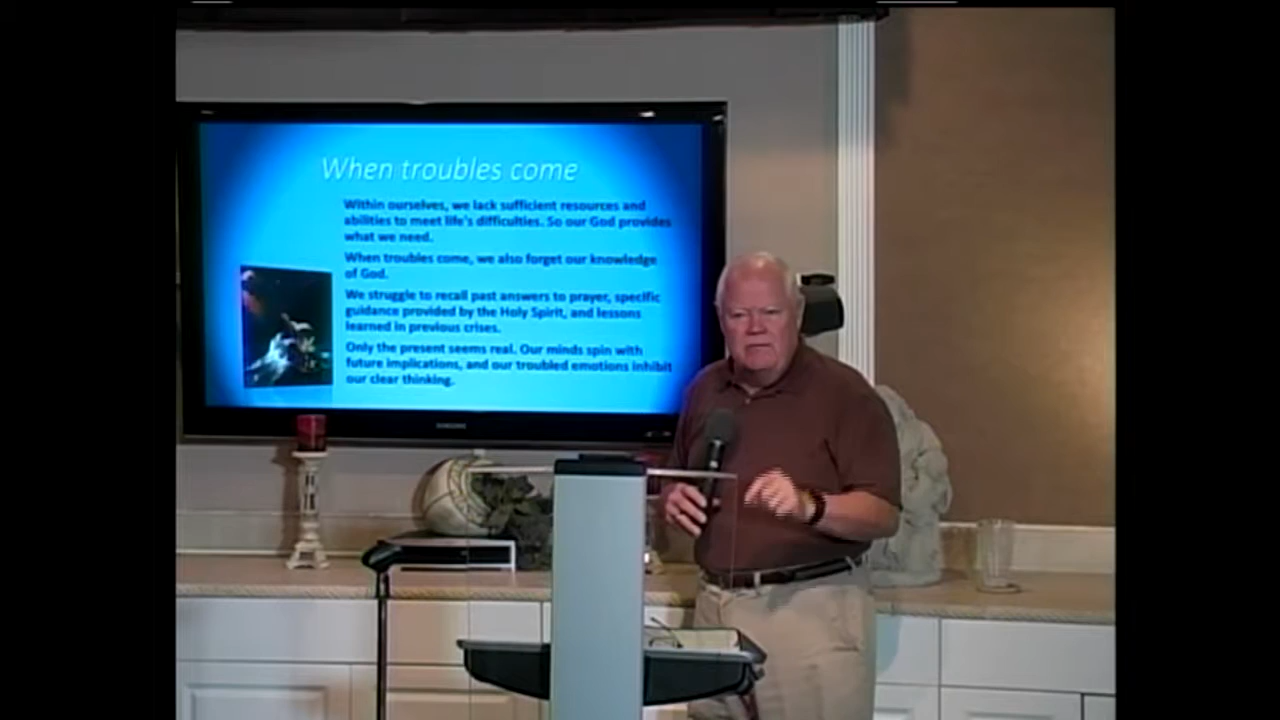 When troubles come
Within ourselves, we lack sufficient resources and
abilities to meet life's difficulties. So our God provides
what we need.
When troubles come, we also forget our knowledge
of God.
We struggle to recall past answers to prayer, specific
guidance provided by the Holy Spirit, and lessons
learned in previous crises.
Only the present seems real. Our minds spin with
future implications, and our troubled emotions inhibit
our clear thinking.
SAMSUNG